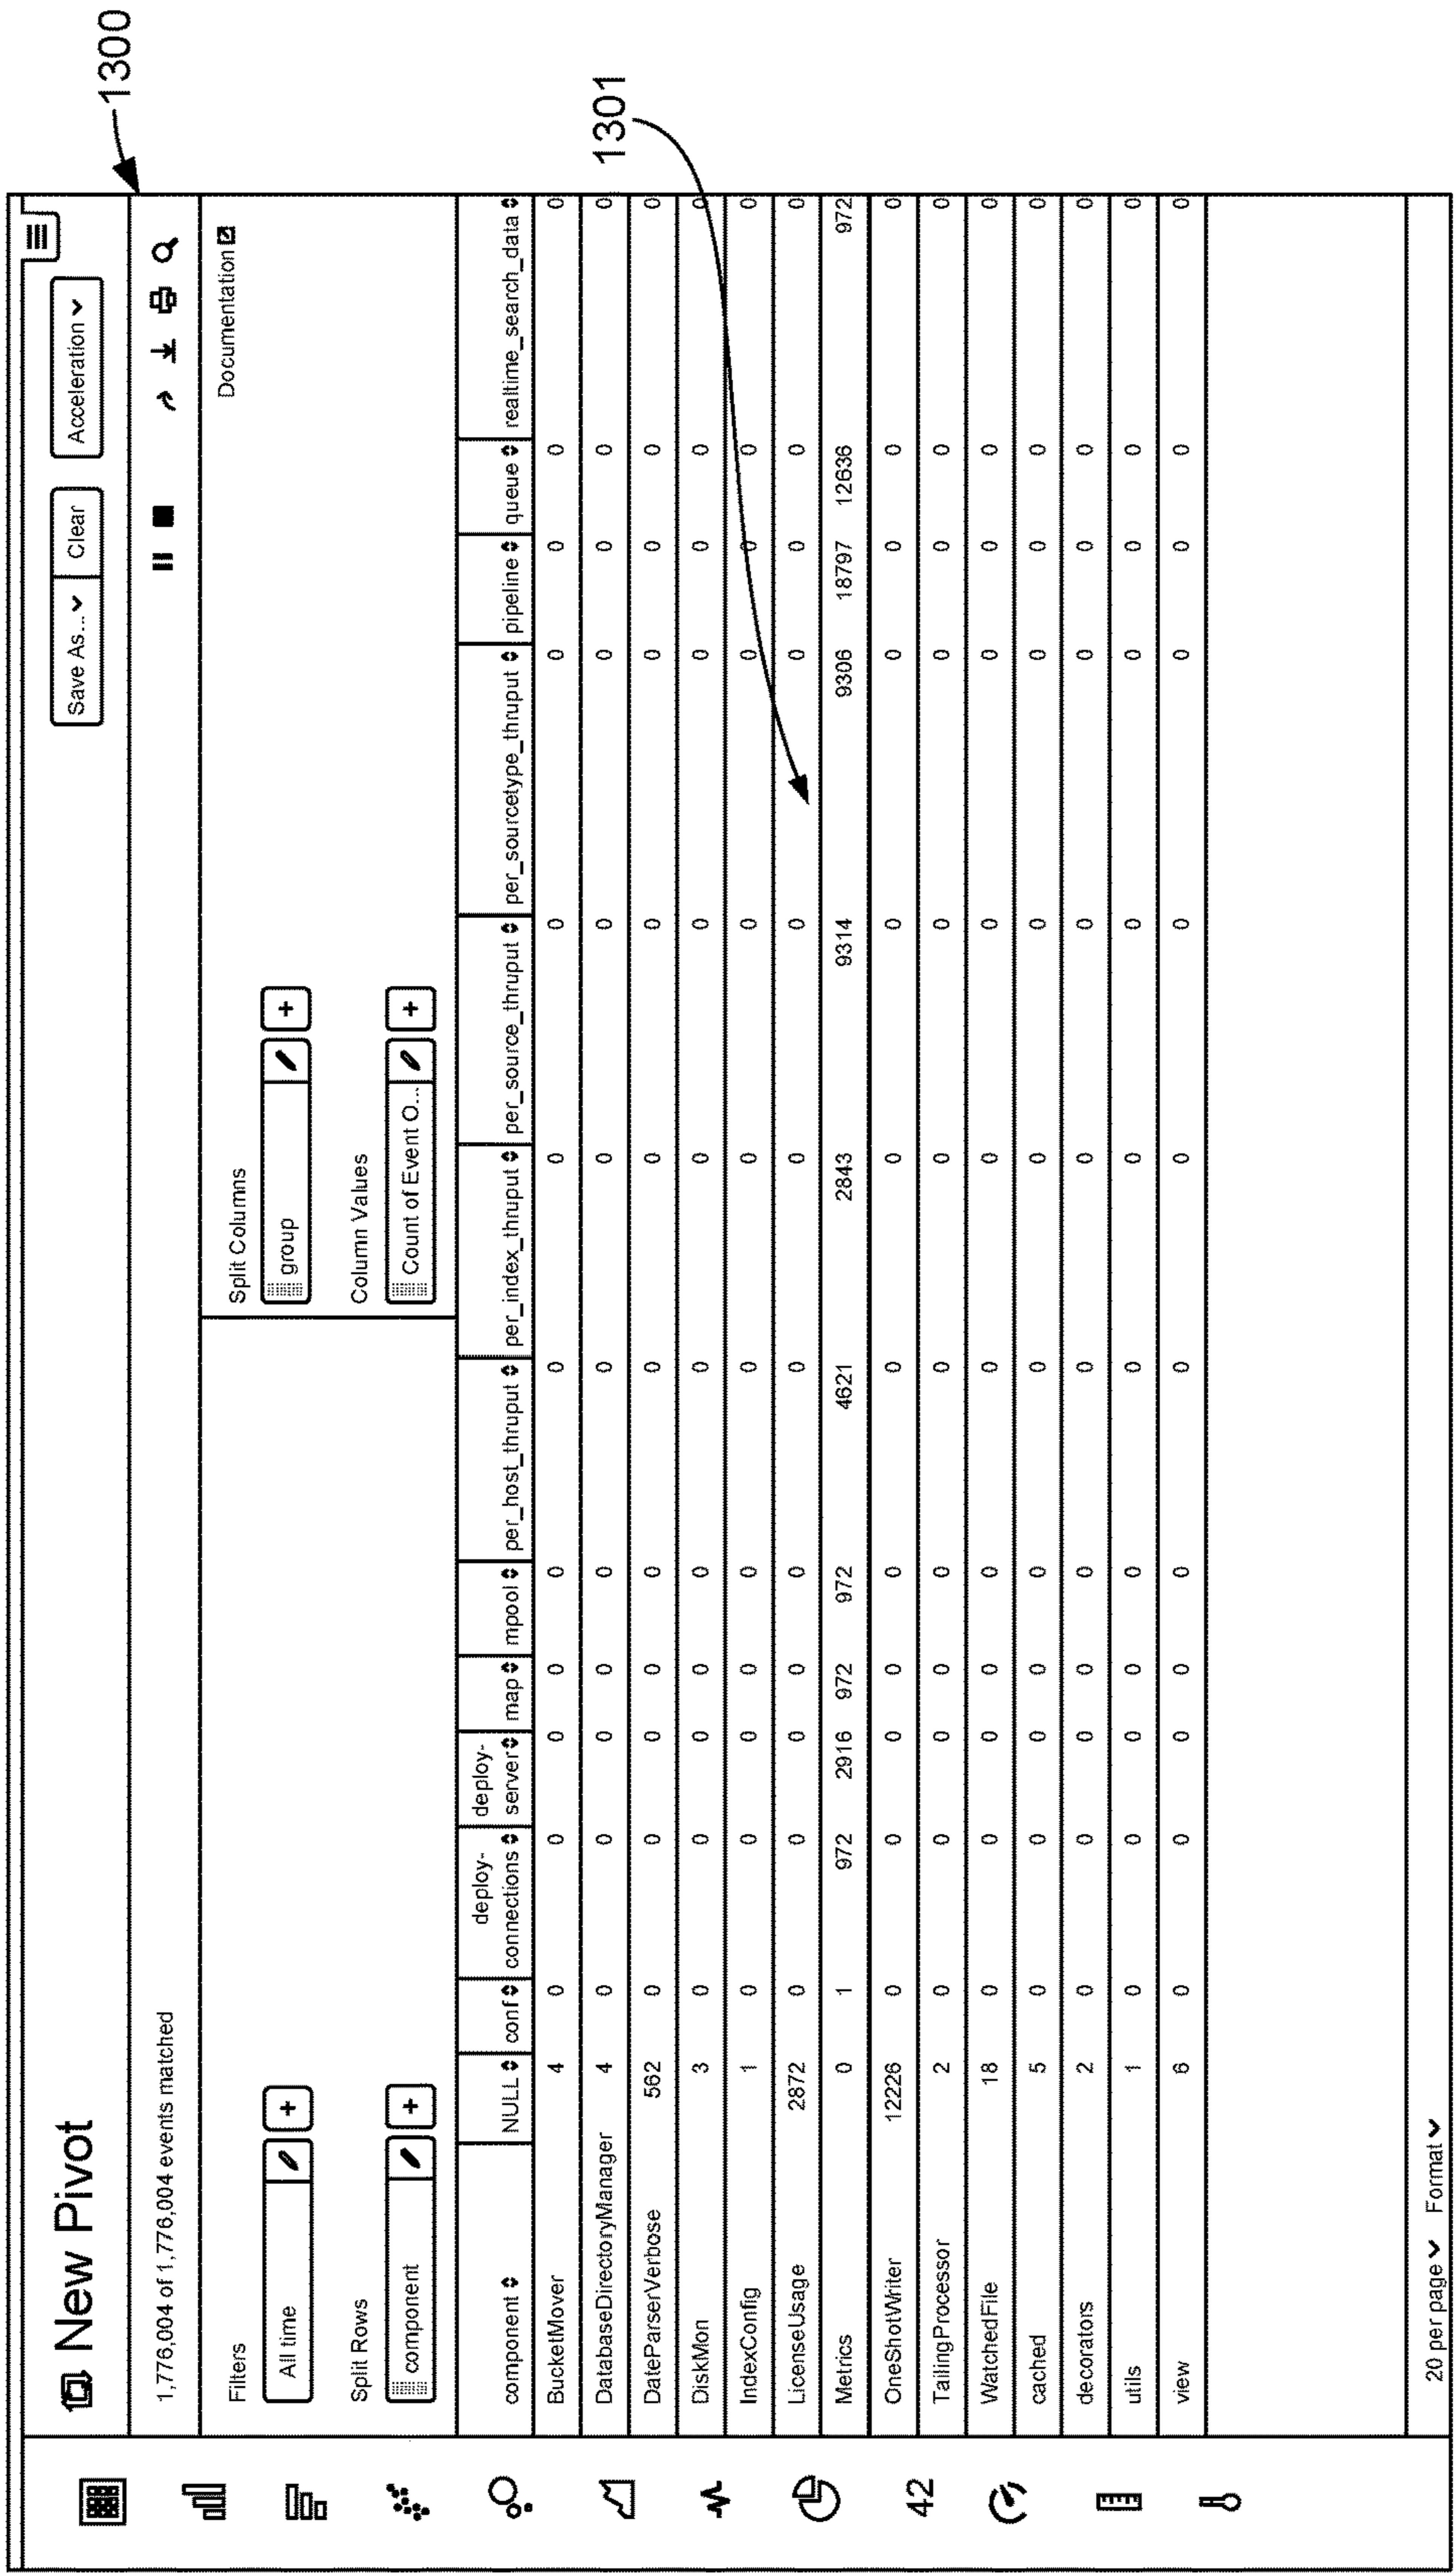 1300
1301
New Pivot
Save As... Clear Acceleration
1,776,004 of 1,776,004 events matched
Filters
Split Columns
Documentation
All time +
group +
Split Rows
Column Values
component +
Count of Event O... +
component NULL conf deploy-connections deploy-server map mpool per_host_thruput per_index_thruput per_source_thruput per_sourcetype_thruput pipeline queue realtime_search_data
BucketMover 4 0 0 0 0 0 0 0 0 0 0 0 0
DatabaseDirectoryManager 4 0 0 0 0 0 0 0 0 0 0 0 0
DateParserVerbose 562 0 0 0 0 0 0 0 0 0 0 0 0
DiskMon 3 0 0 0 0 0 0 0 0 0 0 0 0
IndexConfig 1 0 0 0 0 0 0 0 0 0 0 0 0
LicenseUsage 2872 0 0 0 0 0 0 0 0 0 0 0 0
Metrics 0 1 972 2916 972 972 4621 2843 9314 9306 18797 12636 972
OneShotWriter 12226 0 0 0 0 0 0 0 0 0 0 0 0
TailingProcessor 2 0 0 0 0 0 0 0 0 0 0 0 0
WatchedFile 18 0 0 0 0 0 0 0 0 0 0 0 0
cached 5 0 0 0 0 0 0 0 0 0 0 0 0
decorators 2 0 0 0 0 0 0 0 0 0 0 0 0
utils 1 0 0 0 0 0 0 0 0 0 0 0 0
view 6 0 0 0 0 0 0 0 0 0 0 0 0
42
20 per page Format